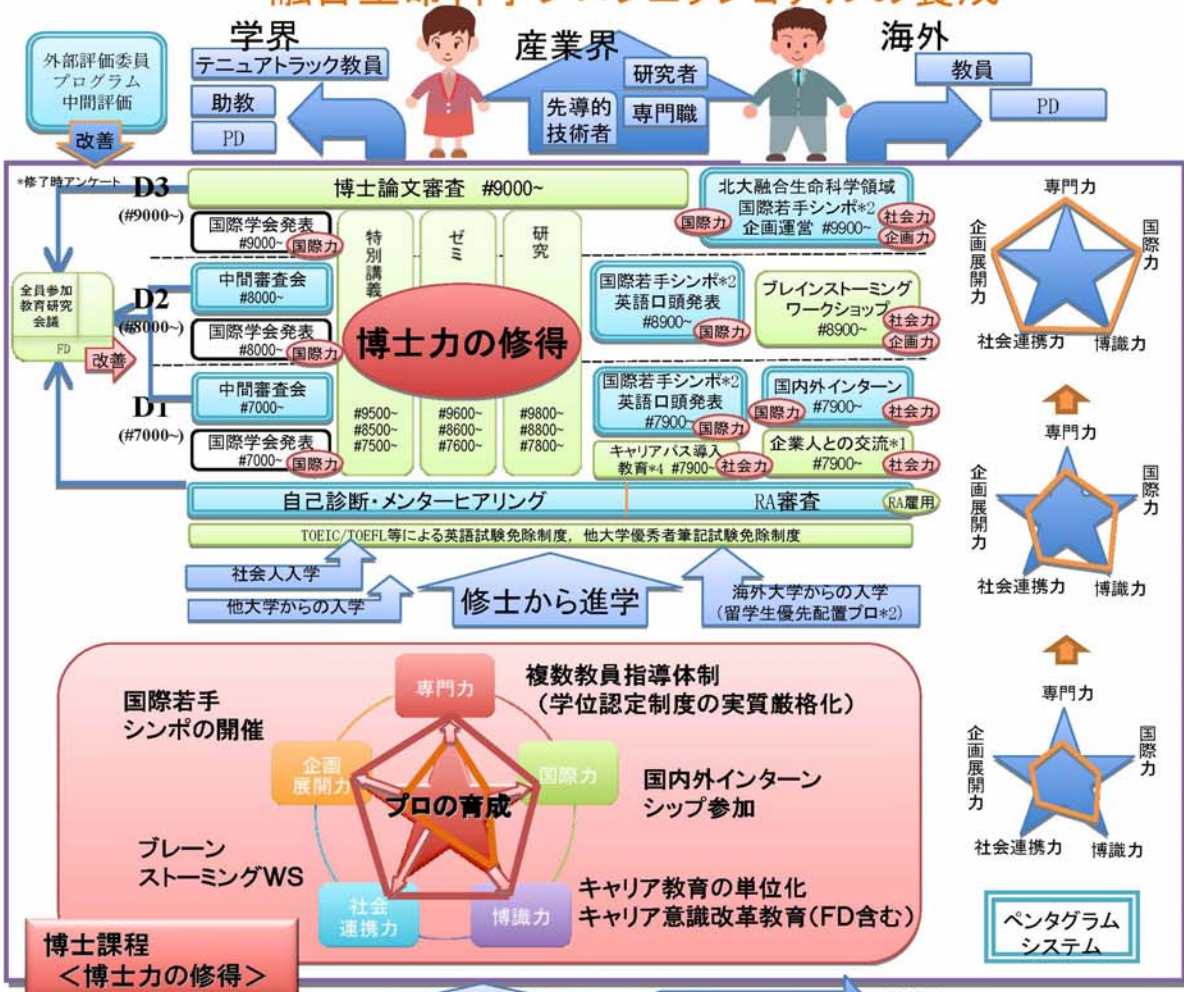 学界
産業界
海外
外部評価委員
プログラム
中間評価
改善
テニュアトラック教員
助教
PD
先導的
技術者
研究者
専門職
教員
PD
*修了時アンケート
D3
(#9000~)
博士論文審査 #9000~
北大融合生命科学領域
国際若手シンポ*2
企画運営 #9900~
国際力
社会力
企画力
国際学会発表
#9000~
国際力
特別講義
ゼミ
研究
全員参加
教育研究
会議
FD
改善
D2
(#8000~)
中間審査会
#8000~
国際学会発表
#8000~
国際力
博士力の修得
国際若手シンポ*2
英語口頭発表
#8900~
国際力
ブレインストーミング
ワークショップ
#8900~
社会力
企画力
D1
(#7000~)
中間審査会
#7000~
国際学会発表
#7000~
国際力
#9500~
#8500~
#7500~
#9600~
#8600~
#7600~
#9800~
#8800~
#7800~
国際若手シンポ*2
英語口頭発表
#7900~
国際力
国内外インターン
#7900~
国際力
社会力
キャリアパス導入
教育*4 #7900~
社会力
企業人との交流*1
#7900~
社会力
自己診断・メンターヒアリング
RA審査
RA雇用
TOEIC/TOEFL等による英語試験免除制度, 他大学優秀者筆記試験免除制度
社会人入学
他大学からの入学
修士から進学
海外大学からの入学
(留学生優先配置プロ*2)
専門力
国際力
博識力
社会連携力
企画展開力
専門力
国際力
博識力
社会連携力
企画展開力
専門力
国際力
博識力
社会連携力
企画展開力
ペンタグラム
システム
国際若手
シンポの開催
専門力
複数教員指導体制
(学位認定制度の実質厳格化)
企画
展開力
プロの育成
国際力
国内外インターン
シップ参加
ブレーン
ストーミングWS
社会
連携力
博識力
キャリア教育の単位化
キャリア意識改革教育(FD含む)
博士課程
<博士力の修得>